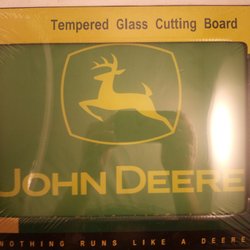 Tempered Glass Cutting Board
JOHN DEERE
NOTHING RUNS LIKE A DEERE